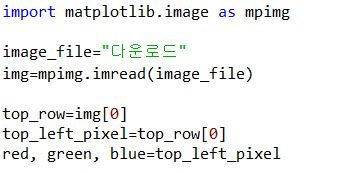 import matplotlib.image as mpimg
image_file="다운로드"
img=mpimg.imread(image_file)
top_row=img[0]
top_left_pixel=top_row[0]
red, green, blue=top_left_pixel